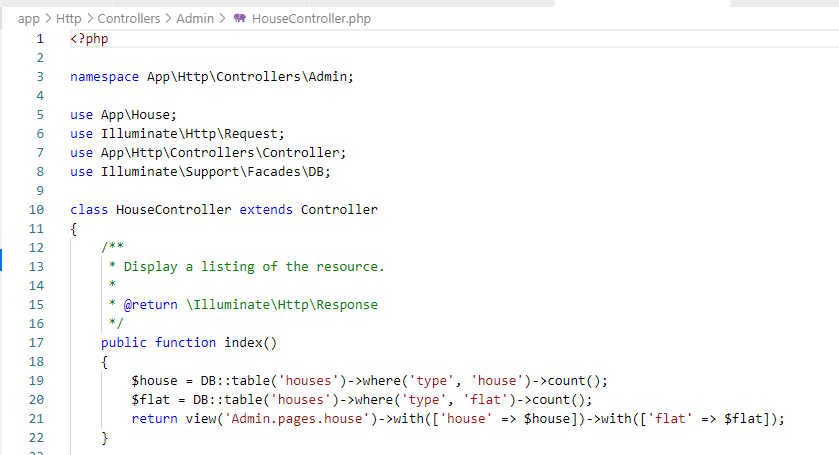 app > Http > Controllers > Admin > HouseController.php
1 <?php
2
3 namespace App\Http\Controllers\Admin;
4
5 use App\House;
6 use Illuminate\Http\Request;
7 use App\Http\Controllers\Controller;
8 use Illuminate\Support\Facades\DB;
9
10 class HouseController extends Controller
11 {
12     /**
13      * Display a listing of the resource.
14      *
15      * @return \Illuminate\Http\Response
16      */
17     public function index()
18     {
19         $house = DB::table('houses')->where('type', 'house')->count();
20         $flat = DB::table('houses')->where('type', 'flat')->count();
21         return view('Admin.pages.house')->with(['house' => $house])->with(['flat' => $flat]);
22     }